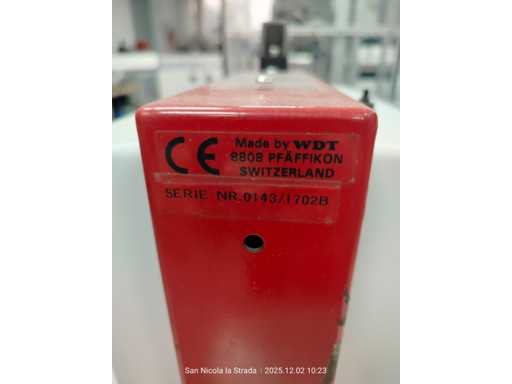 CE
Made by WDT
8808 PFÄFFIKON
SWITZERLAND
SERIE NR.0143/1702B
San Nicola la Strada | 2025.12.02 10:23